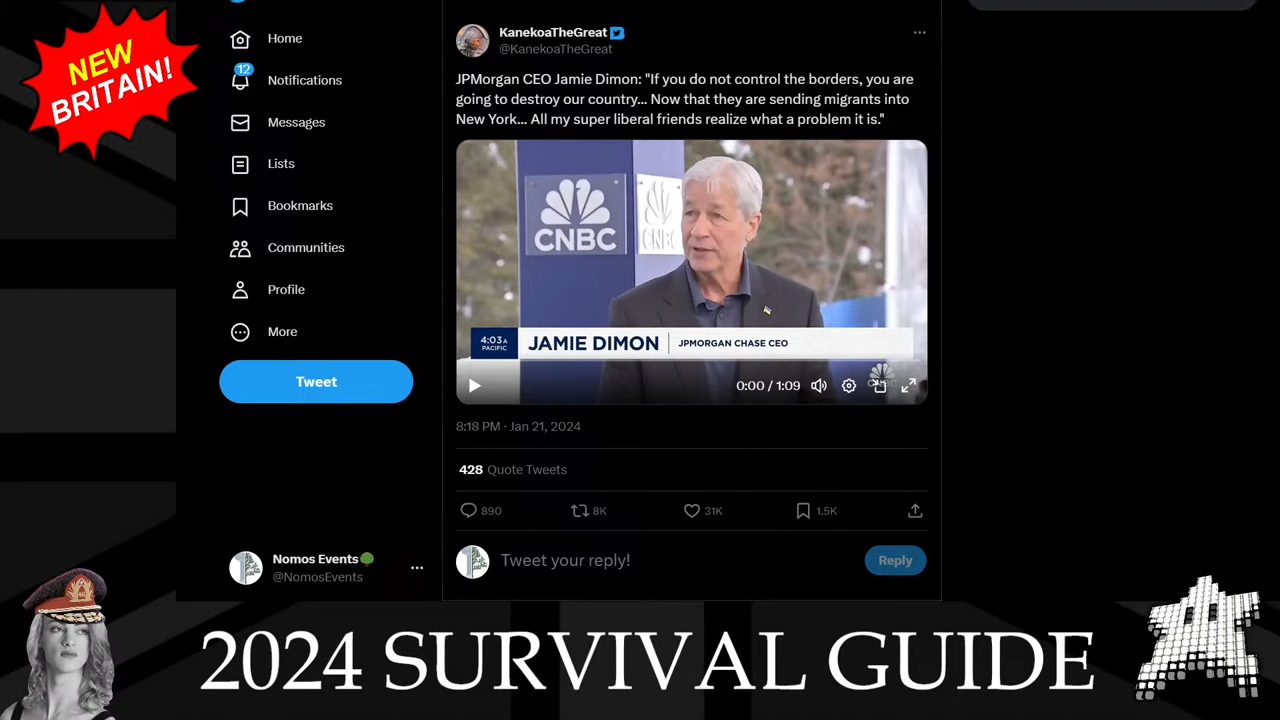 NEW
BRITAIN!
Home
12
Notifications
Messages
Lists
Bookmarks
Communities
Profile
More
Tweet
Nomos Events
@NomosEvents
KanekoaTheGreat
@KanekoaTheGreat
JPMorgan CEO Jamie Dimon: "If you do not control the borders, you are
going to destroy our country... Now that they are sending migrants into
New York... All my super liberal friends realize what a problem it is."
CNBC
CNBC
4:03A
PACIFIC
JAMIE DIMON
JPMORGAN CHASE CEO
0:00 / 1:09
8:18 PM · Jan 21, 2024
428 Quote Tweets
890
8K
31K
1.5K
Tweet your reply!
Reply
2024 SURVIVAL GUIDE